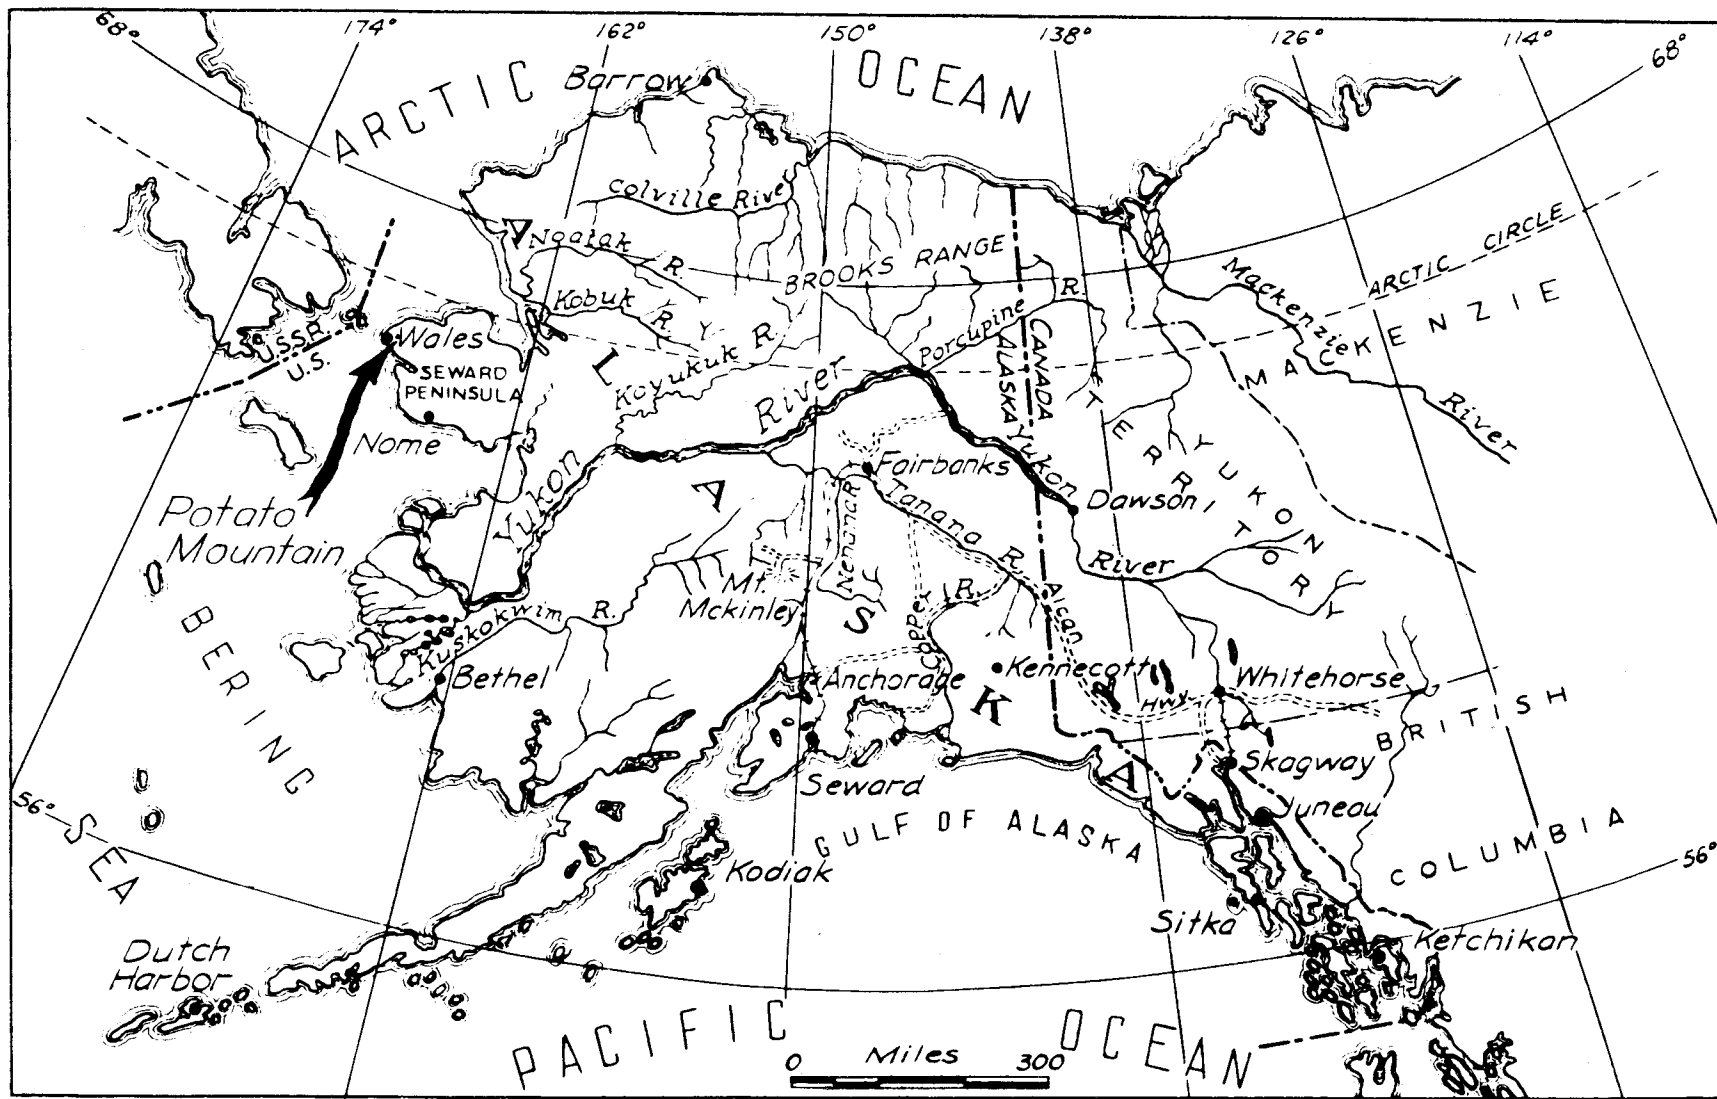 68°
174°
162°
150°
138°
126°
114°
68°
ARCTIC OCEAN
Barrow
Colville River
Noatak R.
BROOKS RANGE
ARCTIC CIRCLE
Mackenzie River
MACKENZIE
Kobuk R.
Koyukuk R.
Porcupine R.
U.S.S.R.
U.S.
Wales
SEWARD
PENINSULA
Nome
Potato
Mountain
CANADA
ALASKA
YUKON
TERRITORY
Yukon River
Yukon
River
Fairbanks
Tanana R.
Nenana R.
Dawson
Mt.
Mckinley
Kuskokwim R.
Bethel
Copper R.
Alcan
Hwy
Kennecott
Whitehorse
Anchorage
Seward
Skagway
Juneau
BRITISH
COLUMBIA
BERING
SEA
ALASKA
GULF OF ALASKA
Kodiak
Sitka
Ketchikan
56°
56°
Dutch
Harbor
PACIFIC OCEAN
0 Miles 300